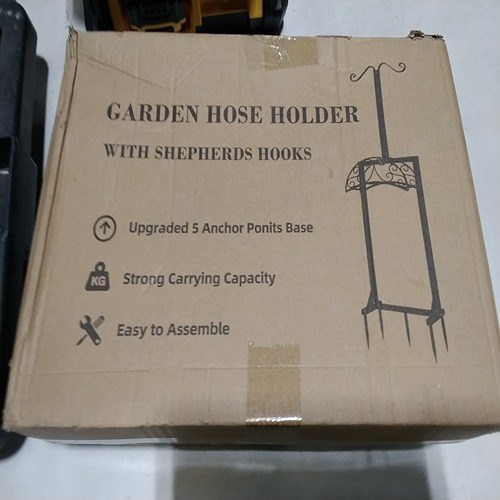 GARDEN HOSE HOLDER
WITH SHEPHERDS HOOKS
Upgraded 5 Anchor Ponits Base
KG
Strong Carrying Capacity
Easy to Assemble